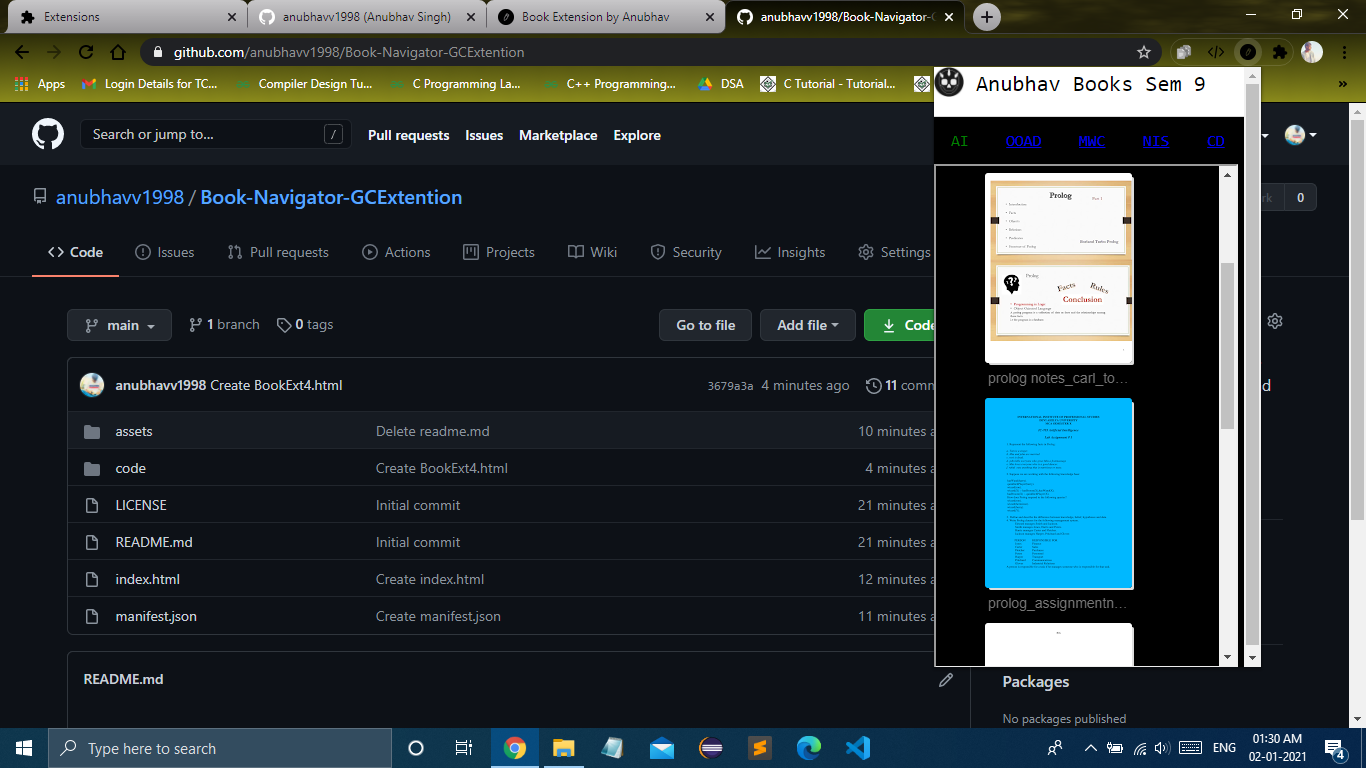 Extensions
anubhavv1998 (Anubhav Singh)
Book Extension by Anubhav
anubhavv1998/Book-Navigator-G
github.com/anubhavv1998/Book-Navigator-GCExtention
Apps
Login Details for TC...
Compiler Design Tu...
C Programming La...
C++ Programming...
DSA
C Tutorial - Tutorial...
»
Anubhav Books Sem 9
Search or jump to...
/
Pull requests
Issues
Marketplace
Explore
AI
OOAD
MWC
NIS
CD
anubhavv1998 / Book-Navigator-GCExtention
0
Code
Issues
Pull requests
Actions
Projects
Wiki
Security
Insights
Settings
Prolog
Part 1
Prolog
Facts
Rules
Conclusion
main
1 branch
0 tags
Go to file
Add file
Code
prolog notes_carl_to...
anubhavv1998 Create BookExt4.html
3679a3a
4 minutes ago
11 comm
assets
Delete readme.md
10 minutes a
code
Create BookExt4.html
4 minutes a
LICENSE
Initial commit
21 minutes a
README.md
Initial commit
21 minutes a
index.html
Create index.html
12 minutes a
manifest.json
Create manifest.json
11 minutes a
prolog_assignmentn...
README.md
Packages
No packages published
Type here to search
ENG
01:30 AM
02-01-2021
4